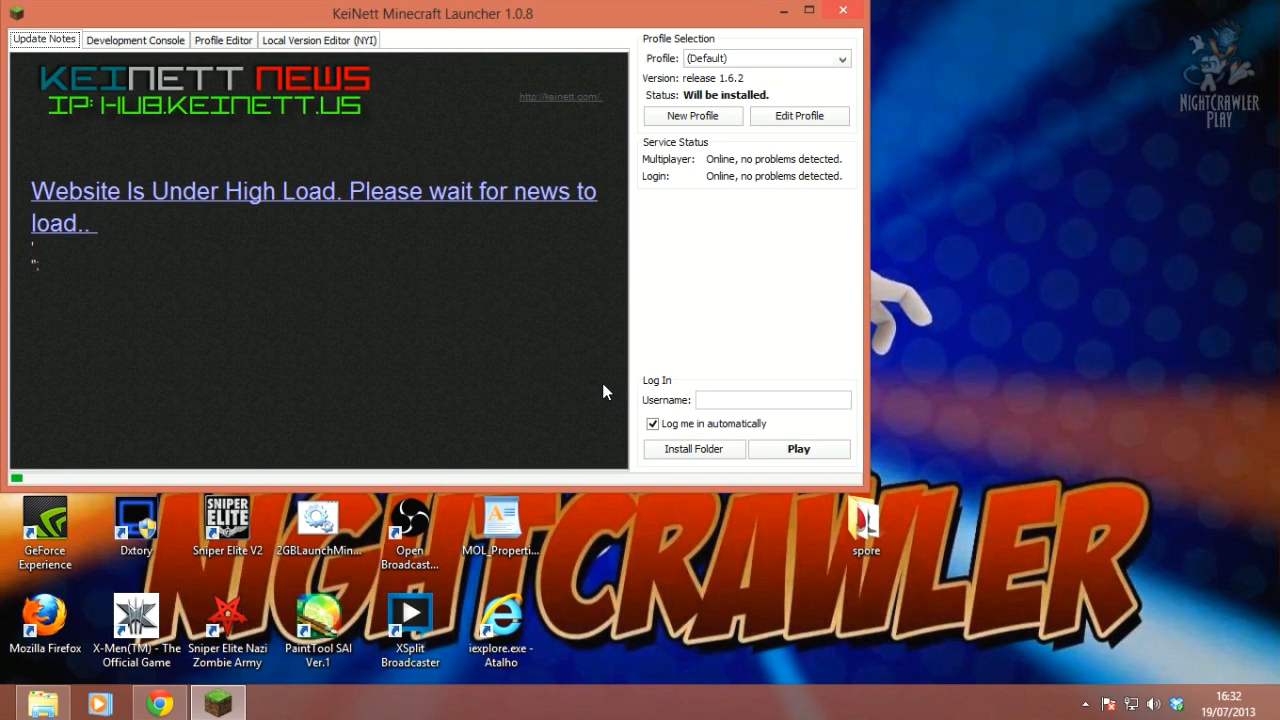 KeiNett Minecraft Launcher 1.0.8
Update Notes
Development Console
Profile Editor
Local Version Editor (NYI)
KEINETT NEWS
IP: HUB.KEINETT.US
http://keinett.com/
Website Is Under High Load. Please wait for news to
load..
'
";
Profile Selection
Profile: (Default)
Version: release 1.6.2
Status: Will be installed.
New Profile
Edit Profile
Service Status
Multiplayer: Online, no problems detected.
Login: Online, no problems detected.
Log In
Username:
Log me in automatically
Install Folder
Play
NIGHTCRAWLER
PLAY
NIGHTCRAWLER
GeForce
Experience
Dxtory
SNIPER
ELITE
Sniper Elite V2
2GBLaunchMin...
Open
Broadcast...
MOL_Properti...
spore
Mozilla Firefox
X-Men(TM) - The
Official Game
Sniper Elite Nazi
Zombie Army
PaintTool SAI
Ver.1
XSplit
Broadcaster
iexplore.exe -
Atalho
16:32
19/07/2013